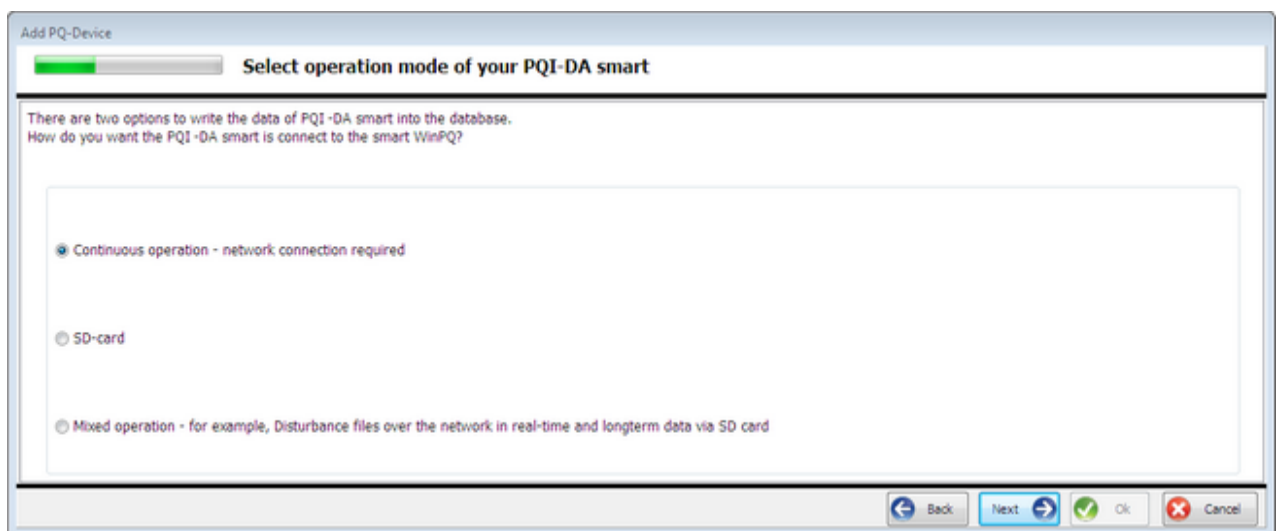 Add PQ-Device
Select operation mode of your PQI-DA smart
There are two options to write the data of PQI -DA smart into the database.
How do you want the PQI -DA smart is connect to the smart WinPQ?
Continuous operation - network connection required
SD-card
Mixed operation - for example, Disturbance files over the network in real-time and longterm data via SD card
Back Next Ok Cancel